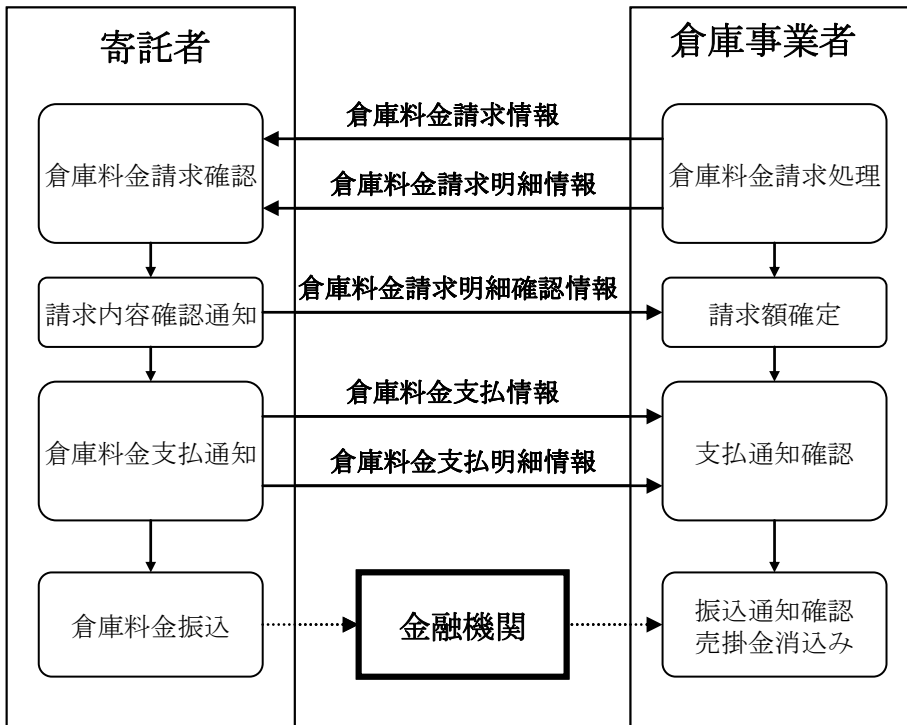 寄託者
倉庫事業者
倉庫料金請求情報
倉庫料金請求確認
倉庫料金請求明細情報
倉庫料金請求処理
請求内容確認通知
倉庫料金請求明細確認情報
請求額確定
倉庫料金支払情報
倉庫料金支払通知
倉庫料金支払明細情報
支払通知確認
倉庫料金振込
金融機関
振込通知確認
売掛金消込み